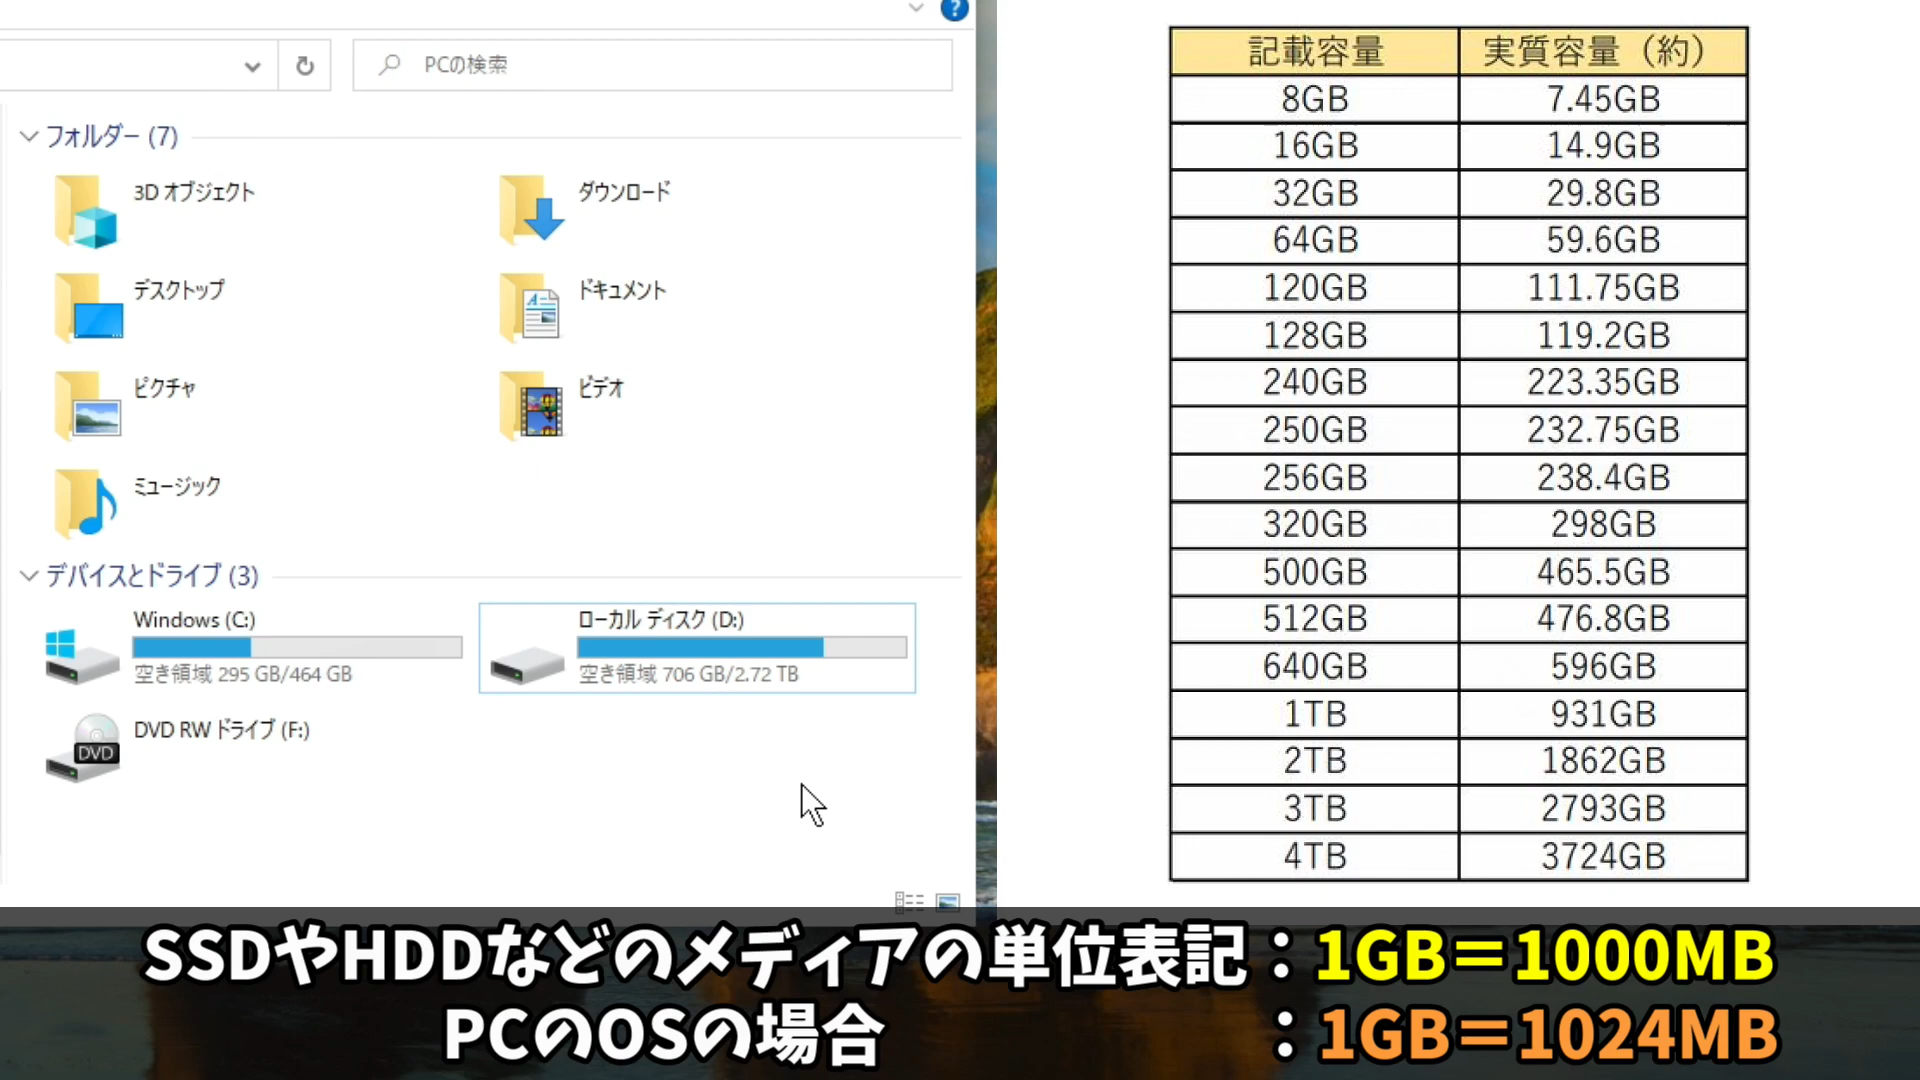 ?
PCの検索
フォルダー (7)
3D オブジェクト
ダウンロード
デスクトップ
ドキュメント
ピクチャ
ビデオ
ミュージック
デバイスとドライブ (3)
Windows (C:)
空き領域 295 GB/464 GB
ローカル ディスク (D:)
空き領域 706 GB/2.72 TB
DVD RW ドライブ (F:)
DVD
記載容量 実質容量（約）
8GB 7.45GB
16GB 14.9GB
32GB 29.8GB
64GB 59.6GB
120GB 111.75GB
128GB 119.2GB
240GB 223.35GB
250GB 232.75GB
256GB 238.4GB
320GB 298GB
500GB 465.5GB
512GB 476.8GB
640GB 596GB
1TB 931GB
2TB 1862GB
3TB 2793GB
4TB 3724GB
SSDやHDDなどのメディアの単位表記：1GB＝1000MB
PCのOSの場合：1GB＝1024MB